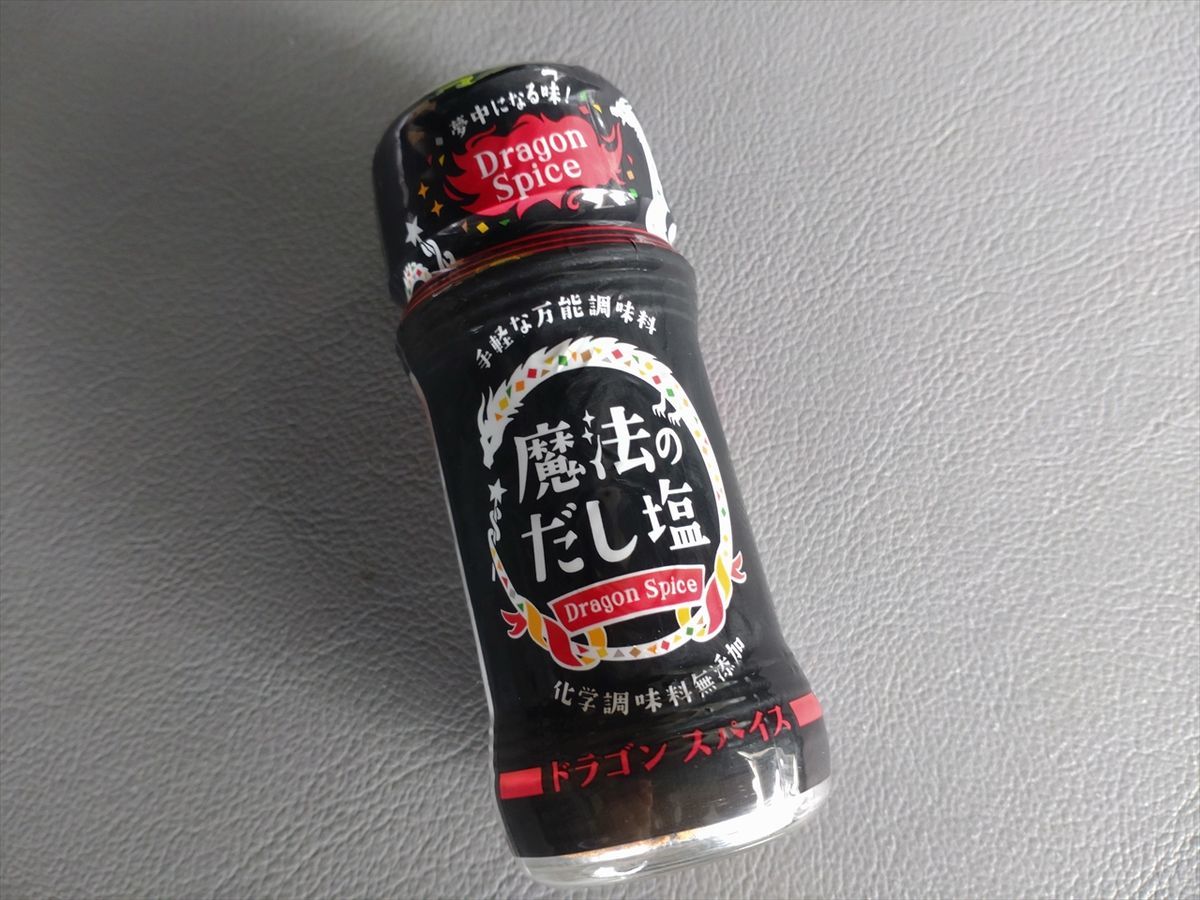 夢中になる味!
Dragon
Spice
手軽な万能調味料
魔法の
だし塩
Dragon Spice
化学調味料無添加
ドラゴン スパイス